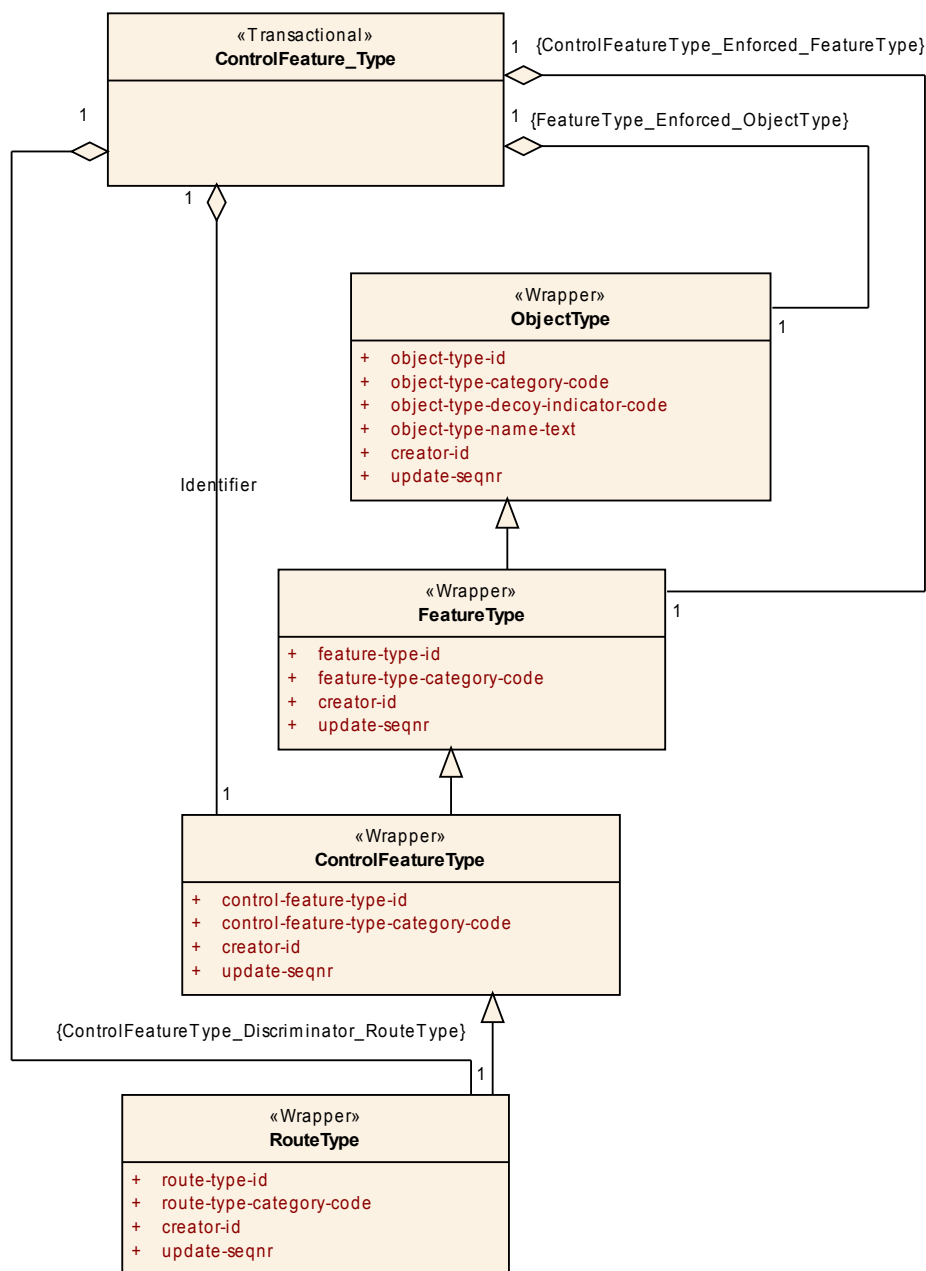 «Transactional»
ControlFeature_Type
1
{ControlFeatureType_Enforced_FeatureType}
1
{FeatureType_Enforced_ObjectType}
1
1
«Wrapper»
ObjectType
1
+ object-type-id
+ object-type-category-code
+ object-type-decoy-indicator-code
+ object-type-name-text
+ creator-id
+ update-seqnr
Identifier
«Wrapper»
FeatureType
1
+ feature-type-id
+ feature-type-category-code
+ creator-id
+ update-seqnr
1
«Wrapper»
ControlFeatureType
+ control-feature-type-id
+ control-feature-type-category-code
+ creator-id
+ update-seqnr
{ControlFeatureType_Discriminator_RouteType}
1
«Wrapper»
RouteType
+ route-type-id
+ route-type-category-code
+ creator-id
+ update-seqnr